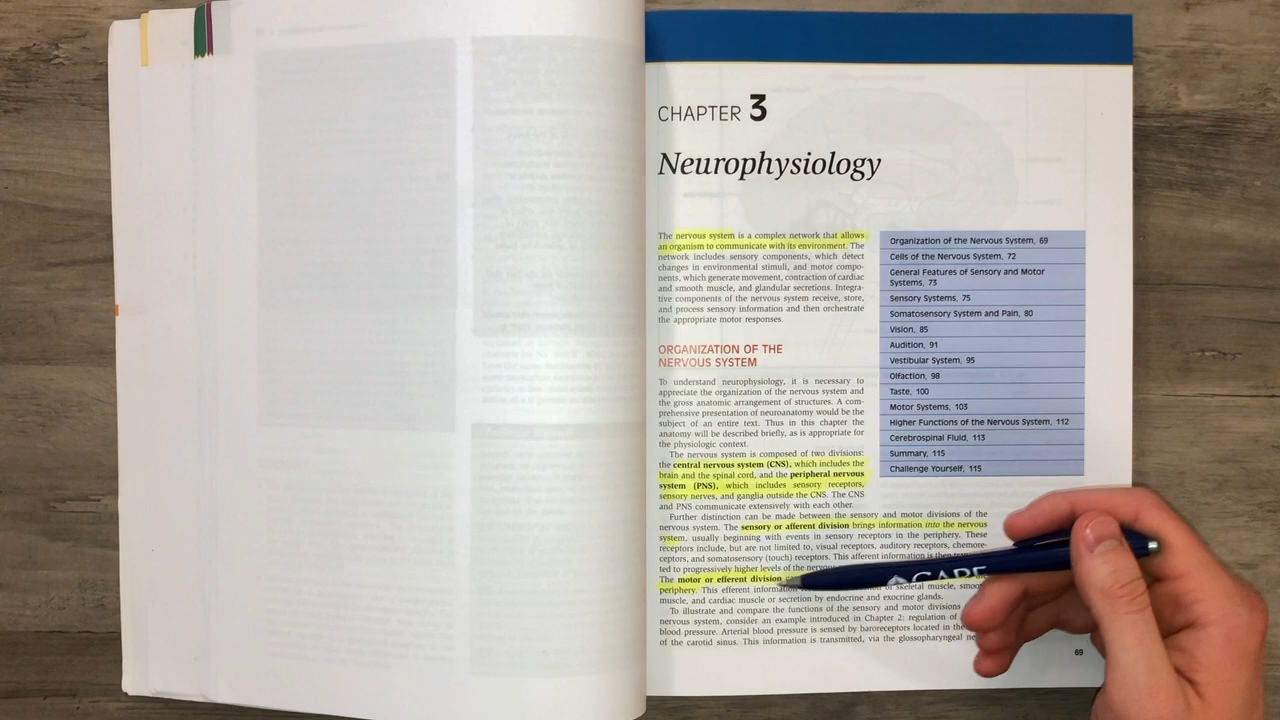 CHAPTER 3
Neurophysiology
The nervous system is a complex network that allows
an organism to communicate with its environment. The
network includes sensory components, which detect
changes in environmental stimuli, and motor compo-
nents, which generate movement, contraction of cardiac
and smooth muscle, and glandular secretions. Integra-
tive components of the nervous system receive, store,
and process sensory information and then orchestrate
the appropriate motor responses.
ORGANIZATION OF THE
NERVOUS SYSTEM
To understand neurophysiology, it is necessary to
appreciate the organization of the nervous system and
the gross anatomic arrangement of structures. A com-
prehensive presentation of neuroanatomy would be the
subject of an entire text. Thus in this chapter the
anatomy will be described briefly, as is appropriate for
the physiologic context.
The nervous system is composed of two divisions:
the central nervous system (CNS), which includes the
brain and the spinal cord, and the peripheral nervous
system (PNS), which includes sensory receptors,
sensory nerves, and ganglia outside the CNS. The CNS
and PNS communicate extensively with each other.
Further distinction can be made between the sensory and motor divisions of the
nervous system. The sensory or afferent division brings information into the nervous
system, usually beginning with events in sensory receptors in the periphery. These
receptors include, but are not limited to, visual receptors, auditory receptors, chemore-
ceptors, and somatosensory (touch) receptors. This afferent information is then
ted to progressively higher levels of the
The motor or efferent division
periphery. This efferent information of skeletal muscle, smooth
muscle, and cardiac muscle or secretion by endocrine and exocrine glands.
To illustrate and compare the functions of the sensory and motor divisions
nervous system, consider an example introduced in Chapter 2: regulation of
blood pressure. Arterial blood pressure is sensed by baroreceptors located in the
of the carotid sinus. This information is transmitted, via the glossopharyngeal
Organization of the Nervous System, 69
Cells of the Nervous System, 72
General Features of Sensory and Motor
Systems, 73
Sensory Systems, 75
Somatosensory System and Pain, 80
Vision, 85
Audition, 91
Vestibular System, 95
Olfaction, 98
Taste, 100
Motor Systems, 103
Higher Functions of the Nervous System, 112
Cerebrospinal Fluid, 113
Summary, 115
Challenge Yourself, 115
69